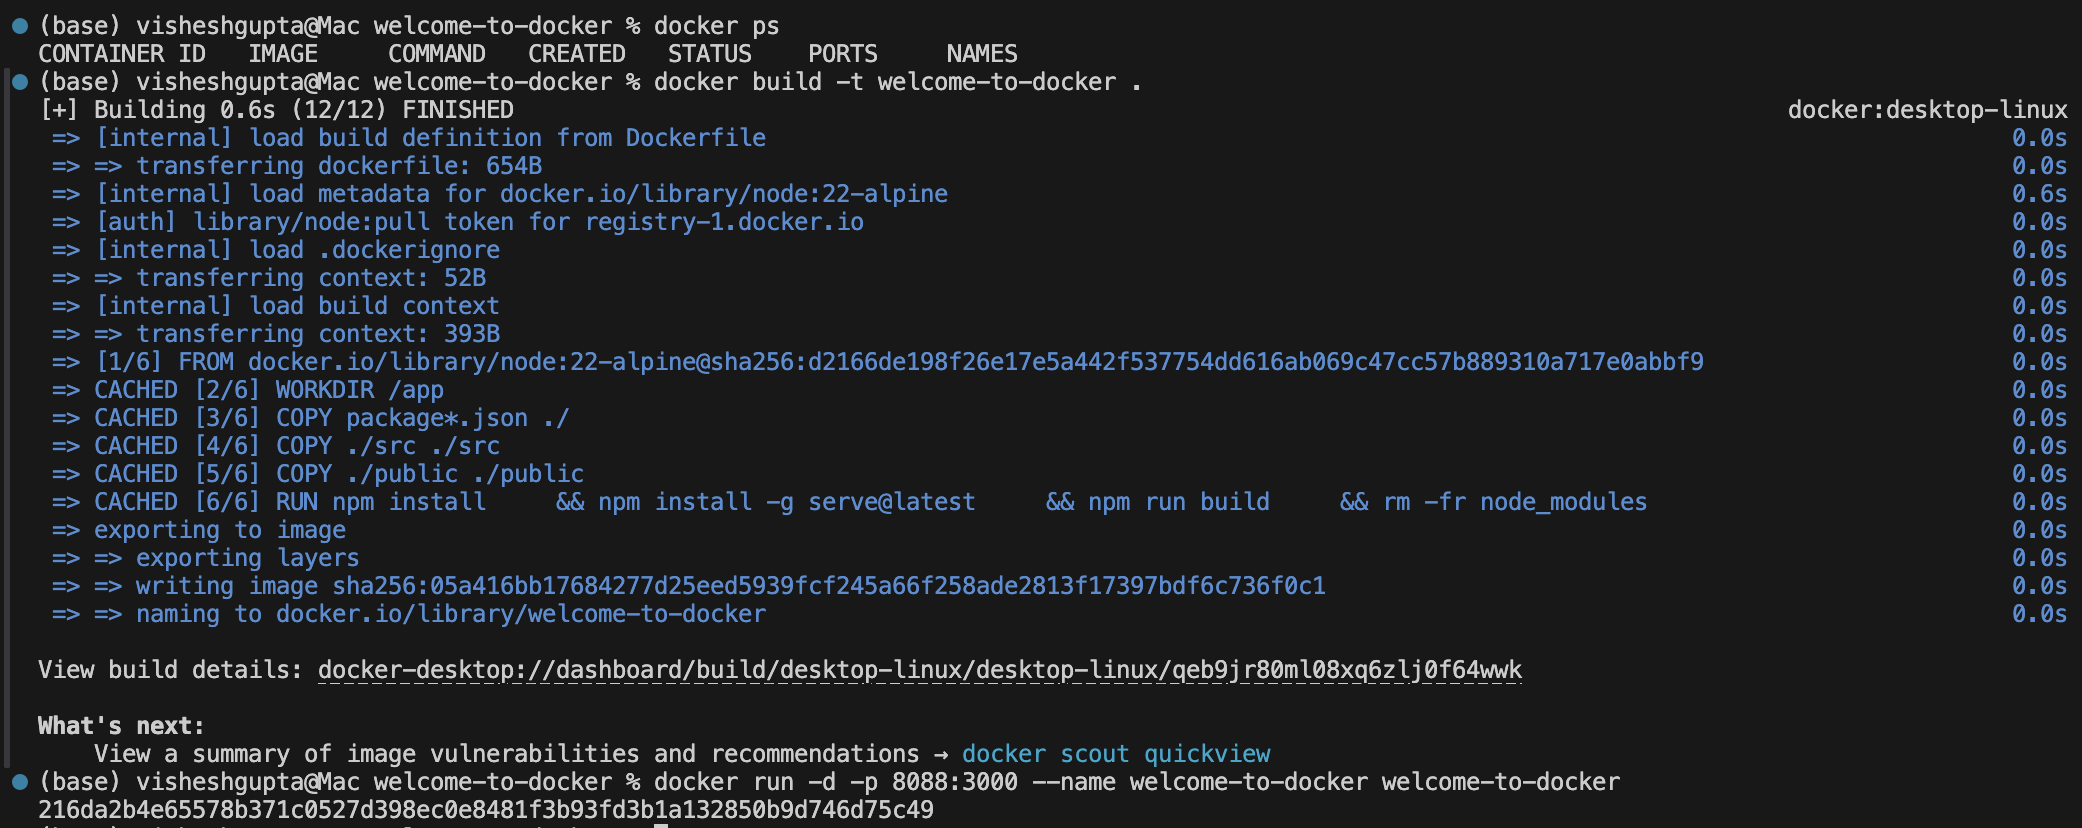 (base) visheshgupta@Mac welcome-to-docker % docker ps
CONTAINER ID   IMAGE     COMMAND   CREATED   STATUS    PORTS     NAMES
(base) visheshgupta@Mac welcome-to-docker % docker build -t welcome-to-docker .
[+] Building 0.6s (12/12) FINISHED docker:desktop-linux
=> [internal] load build definition from Dockerfile 0.0s
=> => transferring dockerfile: 654B 0.0s
=> [internal] load metadata for docker.io/library/node:22-alpine 0.6s
=> [auth] library/node:pull token for registry-1.docker.io 0.0s
=> [internal] load .dockerignore 0.0s
=> => transferring context: 52B 0.0s
=> [internal] load build context 0.0s
=> => transferring context: 393B 0.0s
=> [1/6] FROM docker.io/library/node:22-alpine@sha256:d2166de198f26e17e5a442f537754dd616ab069c47cc57b889310a717e0abbf9 0.0s
=> CACHED [2/6] WORKDIR /app 0.0s
=> CACHED [3/6] COPY package*.json ./ 0.0s
=> CACHED [4/6] COPY ./src ./src 0.0s
=> CACHED [5/6] COPY ./public ./public 0.0s
=> CACHED [6/6] RUN npm install     && npm install -g serve@latest     && npm run build     && rm -fr node_modules 0.0s
=> exporting to image 0.0s
=> => exporting layers 0.0s
=> => writing image sha256:05a416bb17684277d25eed5939fcf245a66f258ade2813f17397bdf6c736f0c1 0.0s
=> => naming to docker.io/library/welcome-to-docker 0.0s
View build details: docker-desktop://dashboard/build/desktop-linux/desktop-linux/qeb9jr80ml08xq6zlj0f64wwk
What's next:
View a summary of image vulnerabilities and recommendations → docker scout quickview
(base) visheshgupta@Mac welcome-to-docker % docker run -d -p 8088:3000 --name welcome-to-docker welcome-to-docker
216da2b4e65578b371c0527d398ec0e8481f3b93fd3b1a132850b9d746d75c49